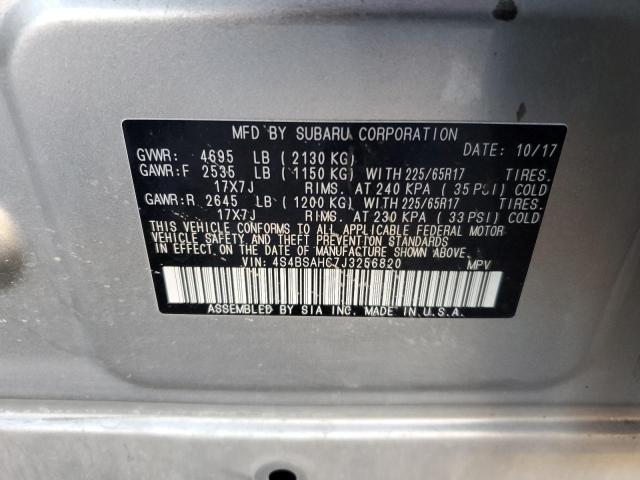 MFD BY SUBARU CORPORATION
GVWR: 4695 LB (2130 KG) DATE: 10/17
GAWR:F 2535 LB (1150 KG) WITH 225/65R17 TIRES.
17X7J RIMS. AT 240 KPA (35 PSI) COLD
GAWR:R 2645 LB (1200 KG) WITH 225/65R17 TIRES.
17X7J RIMS. AT 230 KPA (33 PSI) COLD
THIS VEHICLE CONFORMS TO ALL APPLICABLE FEDERAL MOTOR
VEHICLE SAFETY, AND THEFT PREVENTION STANDARDS
IN EFFECT ON THE DATE OF MFR SHOWN ABOVE.
VIN: 4S4BSAHC7J3256820 MPV
ASSEMBLED BY SIA INC. MADE IN U.S.A.